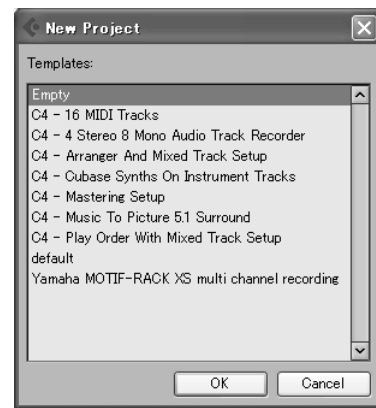 New Project
Templates:
Empty
C4 - 16 MIDI Tracks
C4 - 4 Stereo 8 Mono Audio Track Recorder
C4 - Arranger And Mixed Track Setup
C4 - Cubase Synths On Instrument Tracks
C4 - Mastering Setup
C4 - Music To Picture 5.1 Surround
C4 - Play Order With Mixed Track Setup
default
Yamaha MOTIF-RACK XS multi channel recording
OK
Cancel